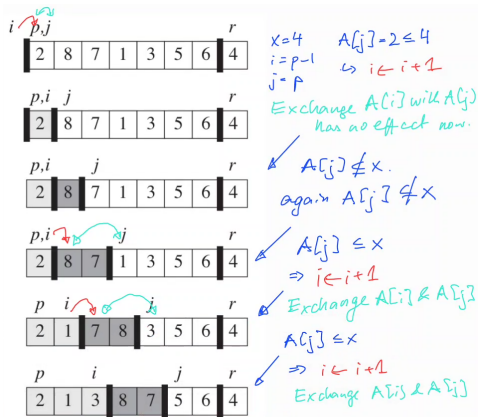 i p,j r
2 8 7 1 3 5 6 4
x=4 A[j]=2≤4
i=p-1 ↳ i←i+1
j=p
Exchange A[i] with A[j]
has no effect now.
p,i j r
2 8 7 1 3 5 6 4
p,i j r
2 8 7 1 3 5 6 4
A[j] ≰ x.
again A[j] ≰ x
p,i j r
2 8 7 1 3 5 6 4
A[j] ≤ x
⇒ i←i+1
Exchange A[i] & A[j]
p i j r
2 1 7 8 3 5 6 4
A[j] ≤ x
⇒ i←i+1
Exchange A[i] & A[j]
p i j r
2 1 3 8 7 5 6 4